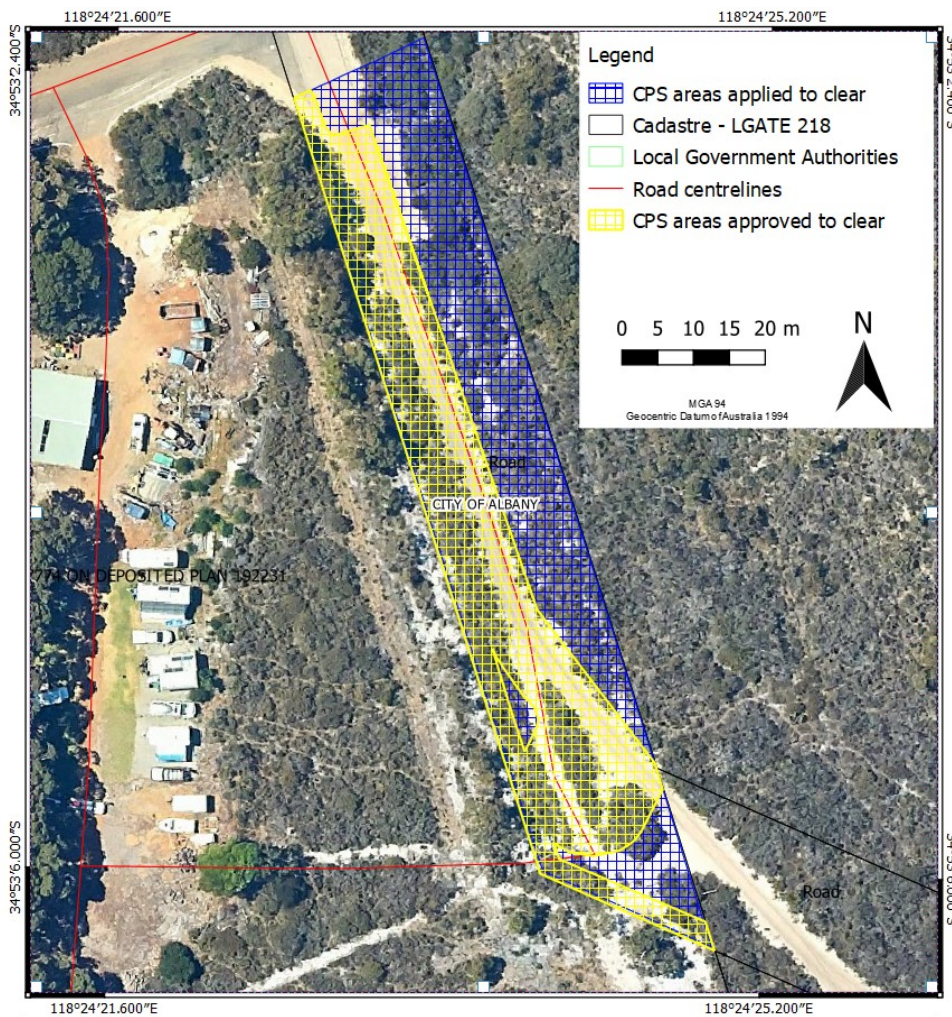 118°24′21.600″E
118°24′25.200″E
34°53′2.400″S
Legend
CPS areas applied to clear
Cadastre - LGATE 218
Local Government Authorities
Road centrelines
CPS areas approved to clear
0 5 10 15 20 m
N
MGA 94
Geocentric Datum of Australia 1994
Road
CITY OF ALBANY
ON DEPOSITED PLAN 192231
Road
34°53′6.000″S
118°24′21.600″E
118°24′25.200″E